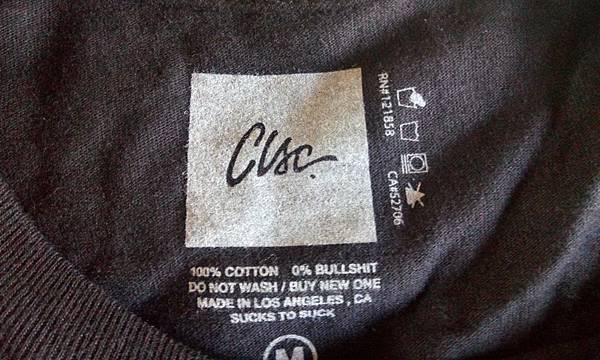 Clsc.
100% COTTON 0% BULLSHIT
DO NOT WASH / BUY NEW ONE
MADE IN LOS ANGELES , CA
SUCKS TO SUCK
M
RN#121858
CA#52706